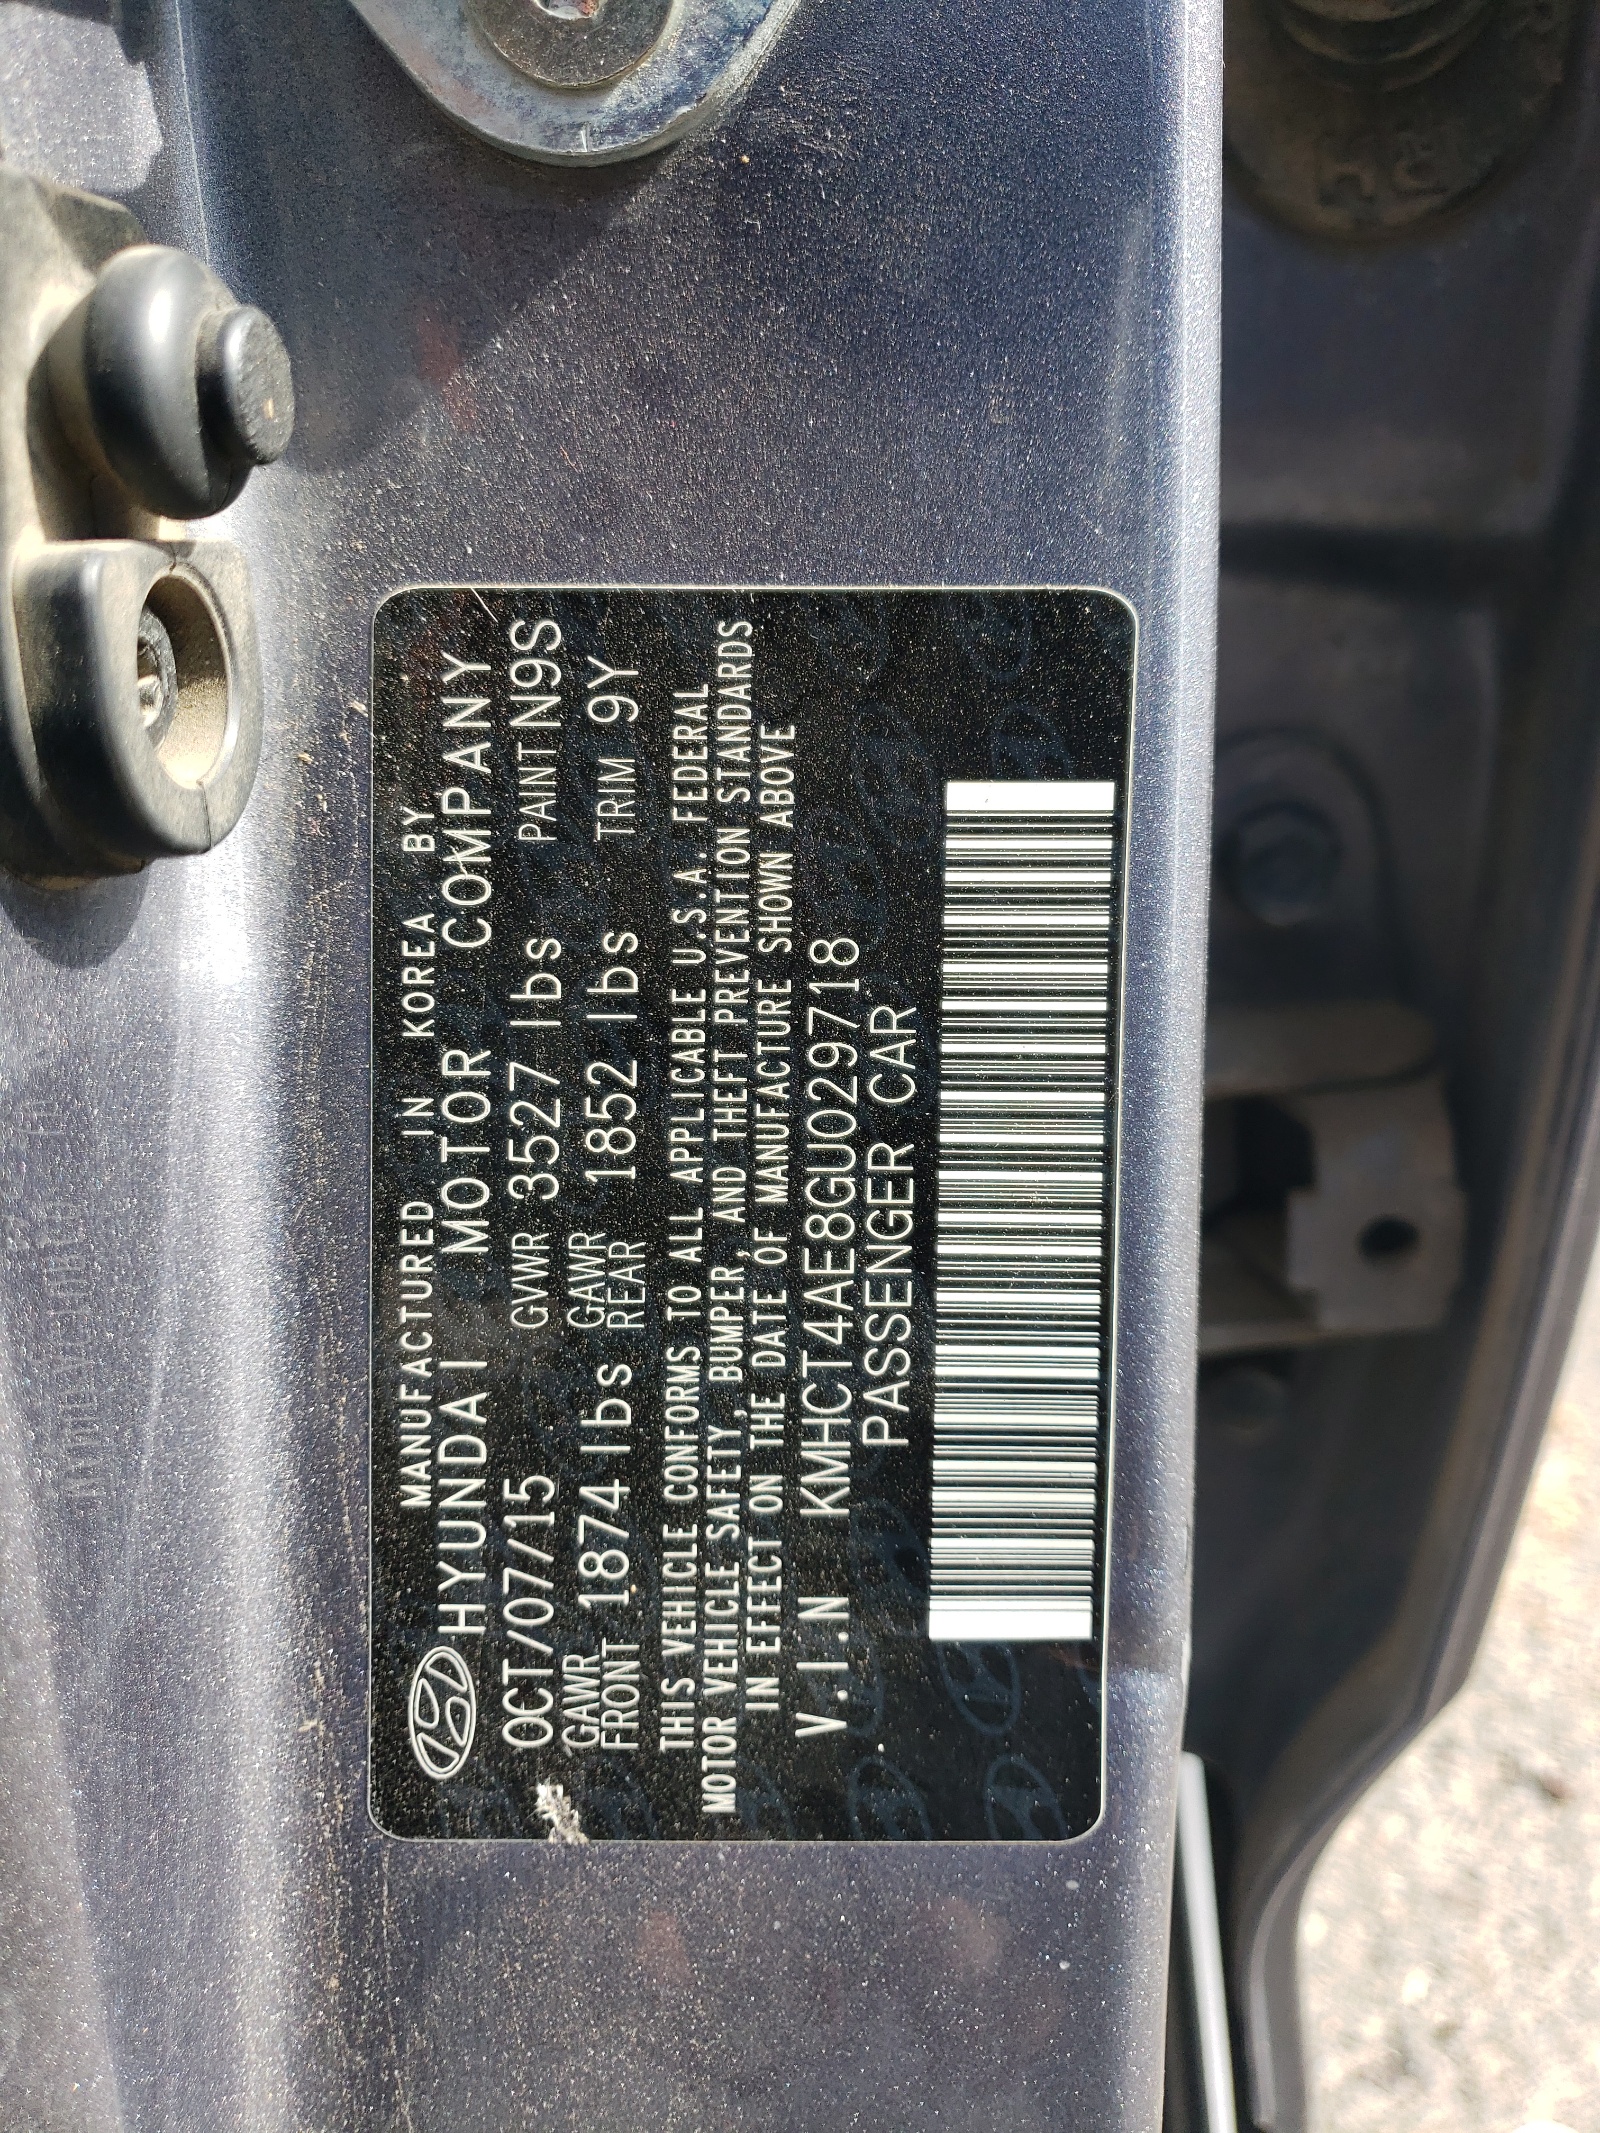 MANUFACTURED IN KOREA BY
HYUNDAI MOTOR COMPANY
OCT/07/15 GVWR 3527 lbs PAINT N9S
GAWR FRONT 1874 lbs GAWR REAR 1852 lbs TRIM 9Y
THIS VEHICLE CONFORMS TO ALL APPLICABLE U.S.A. FEDERAL
MOTOR VEHICLE SAFETY, BUMPER, AND THEFT PREVENTION STANDARDS
IN EFFECT ON THE DATE OF MANUFACTURE SHOWN ABOVE
V.I.N KMHCT4AE8GU029718
PASSENGER CAR